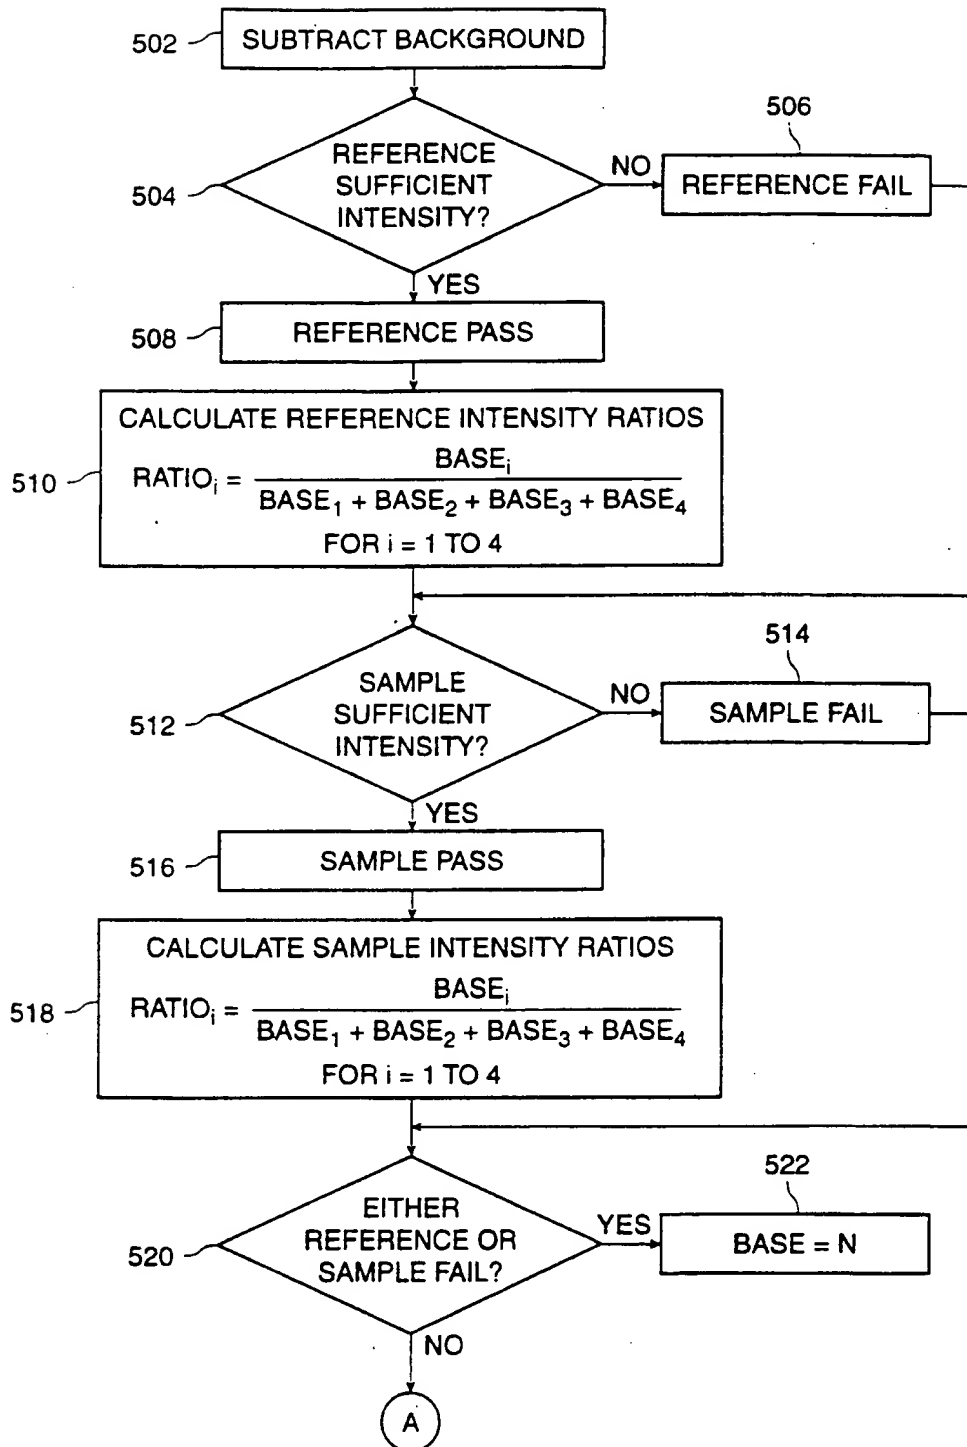 502
SUBTRACT BACKGROUND
506
504
REFERENCE
SUFFICIENT
INTENSITY?
NO
REFERENCE FAIL
YES
508
REFERENCE PASS
510
CALCULATE REFERENCE INTENSITY RATIOS
RATIOi = BASEi
BASE1 + BASE2 + BASE3 + BASE4
FOR i = 1 TO 4
514
512
SAMPLE
SUFFICIENT
INTENSITY?
NO
SAMPLE FAIL
YES
516
SAMPLE PASS
518
CALCULATE SAMPLE INTENSITY RATIOS
RATIOi = BASEi
BASE1 + BASE2 + BASE3 + BASE4
FOR i = 1 TO 4
522
520
EITHER
REFERENCE OR
SAMPLE FAIL?
YES
BASE = N
NO
A